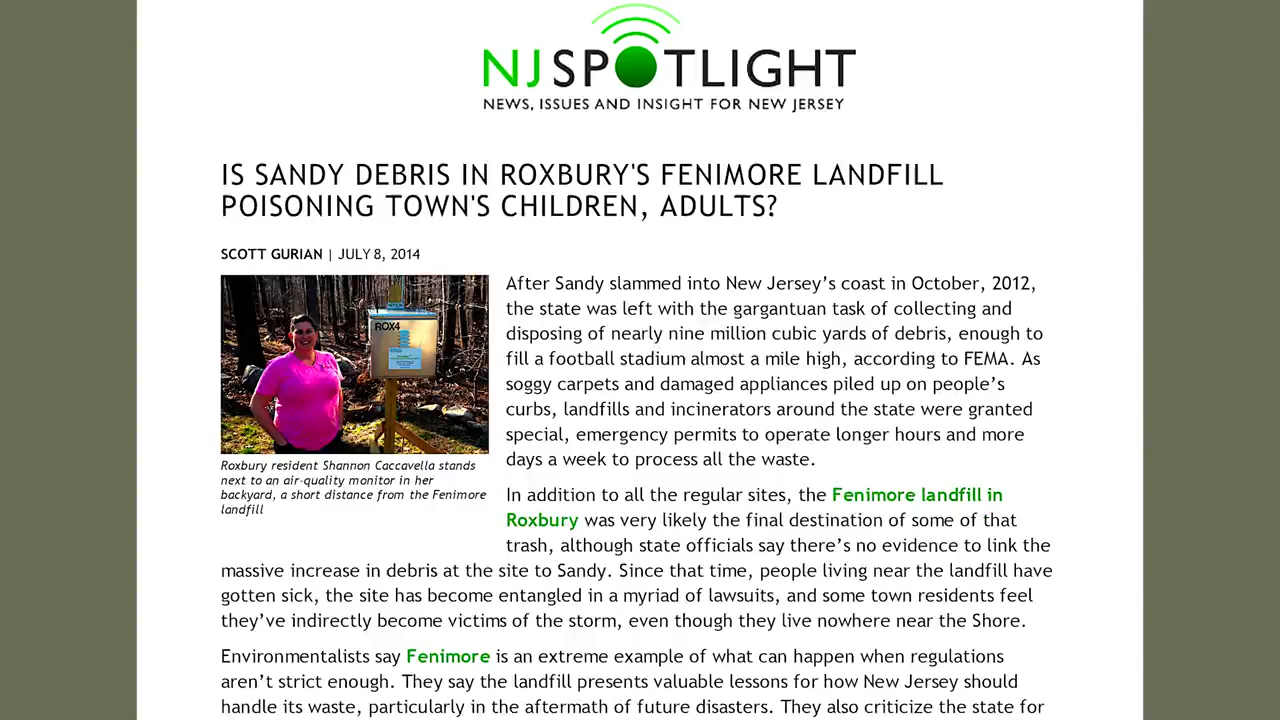 NJSPOTLIGHT
NEWS, ISSUES AND INSIGHT FOR NEW JERSEY
IS SANDY DEBRIS IN ROXBURY'S FENIMORE LANDFILL
POISONING TOWN'S CHILDREN, ADULTS?
SCOTT GURIAN | JULY 8, 2014
ROX4
Roxbury resident Shannon Caccavella stands
next to an air-quality monitor in her
backyard, a short distance from the Fenimore
landfill
After Sandy slammed into New Jersey’s coast in October, 2012,
the state was left with the gargantuan task of collecting and
disposing of nearly nine million cubic yards of debris, enough to
fill a football stadium almost a mile high, according to FEMA. As
soggy carpets and damaged appliances piled up on people’s
curbs, landfills and incinerators around the state were granted
special, emergency permits to operate longer hours and more
days a week to process all the waste.
In addition to all the regular sites, the Fenimore landfill in
Roxbury was very likely the final destination of some of that
trash, although state officials say there’s no evidence to link the
massive increase in debris at the site to Sandy. Since that time, people living near the landfill have
gotten sick, the site has become entangled in a myriad of lawsuits, and some town residents feel
they’ve indirectly become victims of the storm, even though they live nowhere near the Shore.
Environmentalists say Fenimore is an extreme example of what can happen when regulations
aren’t strict enough. They say the landfill presents valuable lessons for how New Jersey should
handle its waste, particularly in the aftermath of future disasters. They also criticize the state for